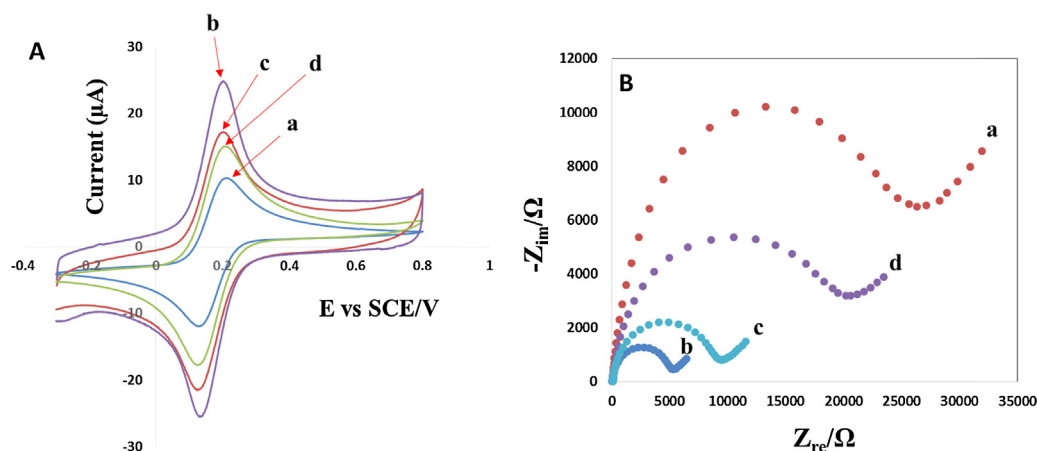 A
b
c
d
a
Current (µA)
30
20
10
0
-10
-20
-30
-0.4
-0.2
0
0.2
0.4
0.6
0.8
1
E vs SCE/V
B
a
d
c
b
-Zim/Ω
12000
10000
8000
6000
4000
2000
0
0
5000
10000
15000
20000
25000
30000
35000
Zre/Ω